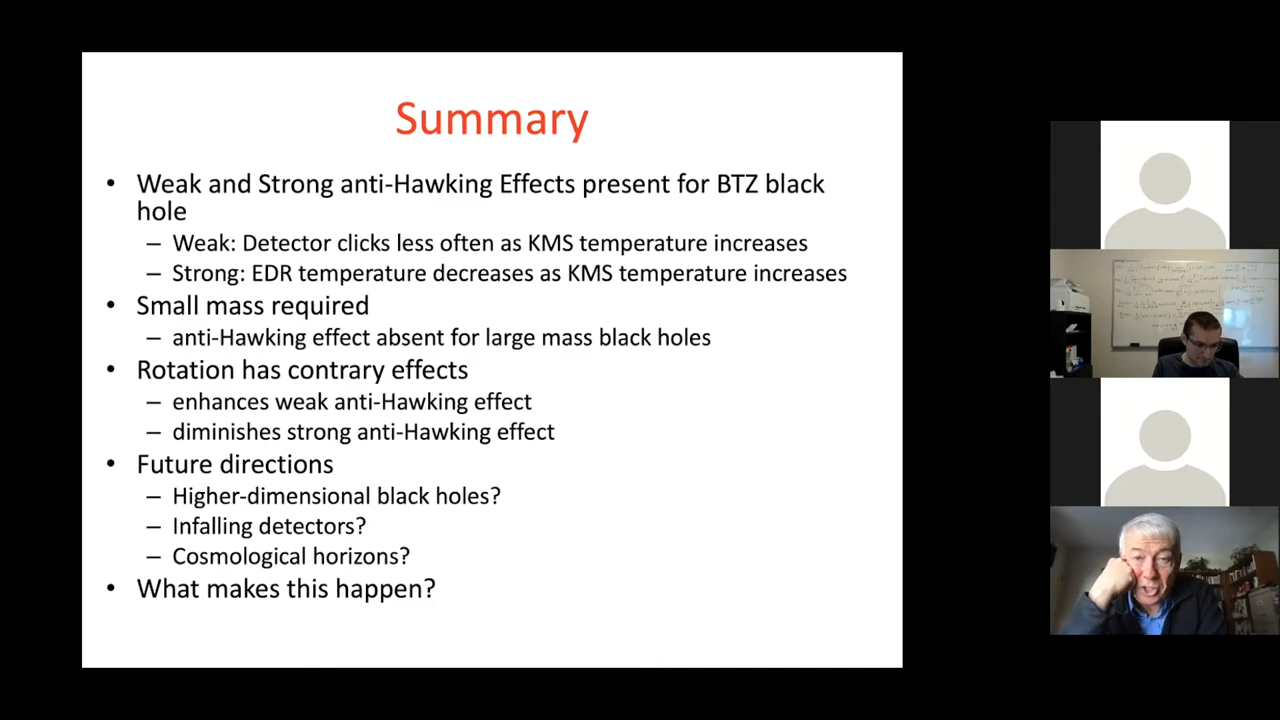 Summary
• Weak and Strong anti-Hawking Effects present for BTZ black
hole
– Weak: Detector clicks less often as KMS temperature increases
– Strong: EDR temperature decreases as KMS temperature increases
• Small mass required
– anti-Hawking effect absent for large mass black holes
• Rotation has contrary effects
– enhances weak anti-Hawking effect
– diminishes strong anti-Hawking effect
• Future directions
– Higher-dimensional black holes?
– Infalling detectors?
– Cosmological horizons?
• What makes this happen?